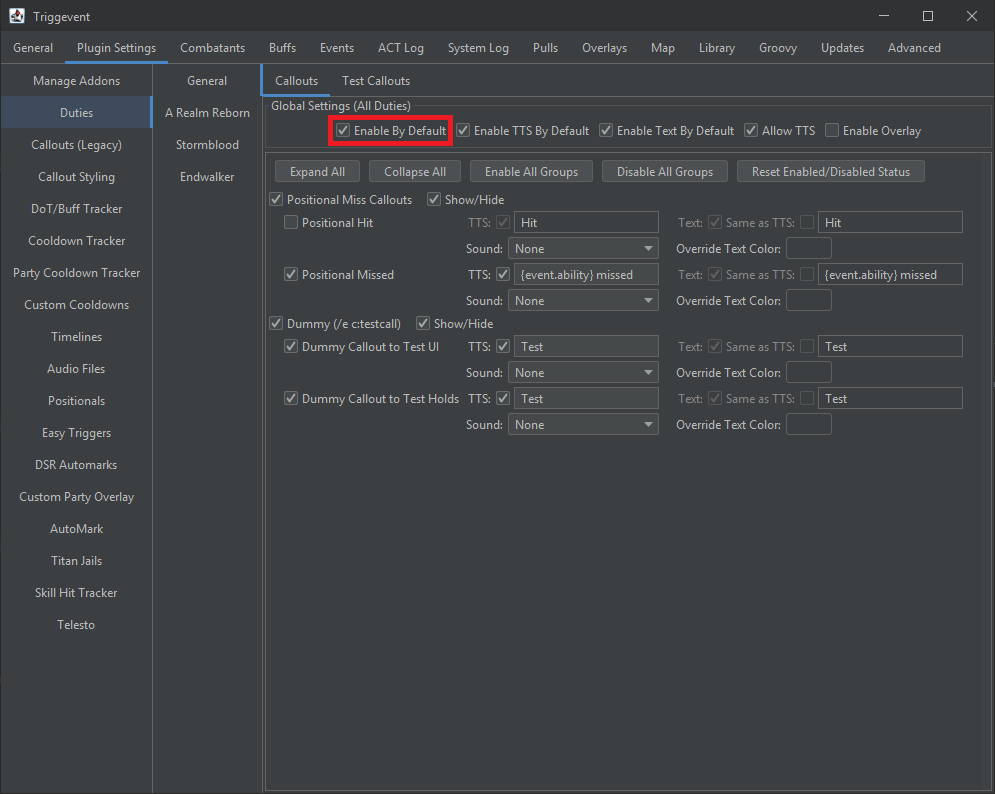 Triggevent
General Plugin Settings Combatants Buffs Events ACT Log System Log Pulls Overlays Map Library Groovy Updates Advanced
Manage Addons
Duties
Callouts (Legacy)
Callout Styling
DoT/Buff Tracker
Cooldown Tracker
Party Cooldown Tracker
Custom Cooldowns
Timelines
Audio Files
Positionals
Easy Triggers
DSR Automarks
Custom Party Overlay
AutoMark
Titan Jails
Skill Hit Tracker
Telesto
General
A Realm Reborn
Stormblood
Endwalker
Callouts Test Callouts
Global Settings (All Duties)
Enable By Default Enable TTS By Default Enable Text By Default Allow TTS Enable Overlay
Expand All Collapse All Enable All Groups Disable All Groups Reset Enabled/Disabled Status
Positional Miss Callouts Show/Hide
Positional Hit TTS: Hit Text: Same as TTS: Hit
Sound: None Override Text Color:
Positional Missed TTS: {event.ability} missed Text: Same as TTS: {event.ability} missed
Sound: None Override Text Color:
Dummy (/e c:testcall) Show/Hide
Dummy Callout to Test UI TTS: Test Text: Same as TTS: Test
Sound: None Override Text Color:
Dummy Callout to Test Holds TTS: Test Text: Same as TTS: Test
Sound: None Override Text Color: